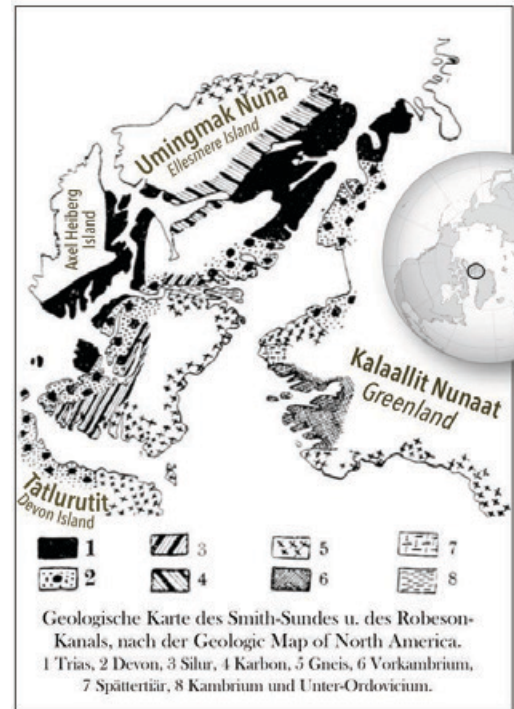 Umingmak Nuna
Ellesmere Island
Axel Heiberg
Island
Kalaallit Nunaat
Greenland
Tatlurutit
Devon Island
1 3 5 7
2 4 6 8
Geologische Karte des Smith-Sundes u. des Robeson-
Kanals, nach der Geologic Map of North America.
1 Trias, 2 Devon, 3 Silur, 4 Karbon, 5 Gneis, 6 Vorkambrium,
7 Spättertiär, 8 Kambrium und Unter-Ordovicium.